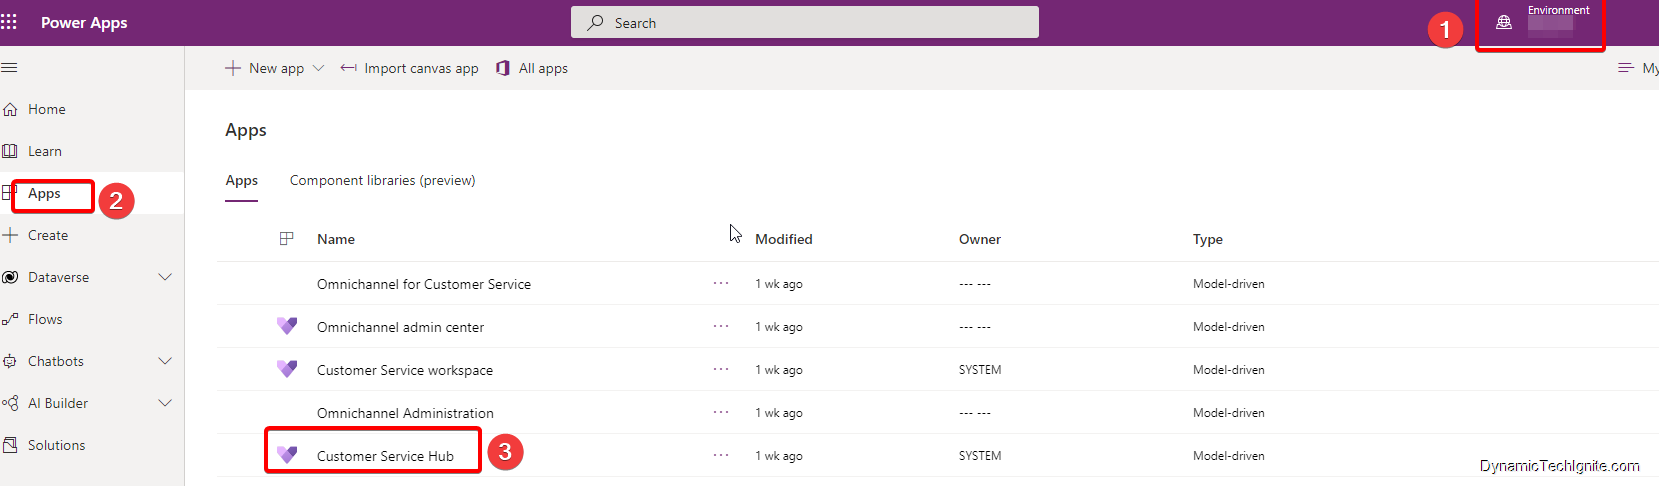 Power Apps
Search
1
Environment
New app
Import canvas app
All apps
My
Home
Learn
Apps
2
Create
Dataverse
Flows
Chatbots
AI Builder
Solutions
Apps
Apps Component libraries (preview)
Name Modified Owner Type
Omnichannel for Customer Service ··· 1 wk ago --- --- Model-driven
Omnichannel admin center ··· 1 wk ago --- --- Model-driven
Customer Service workspace ··· 1 wk ago SYSTEM Model-driven
Omnichannel Administration ··· 1 wk ago --- --- Model-driven
Customer Service Hub 3 ··· 1 wk ago SYSTEM Model-driven
DynamicTechIgnite.com